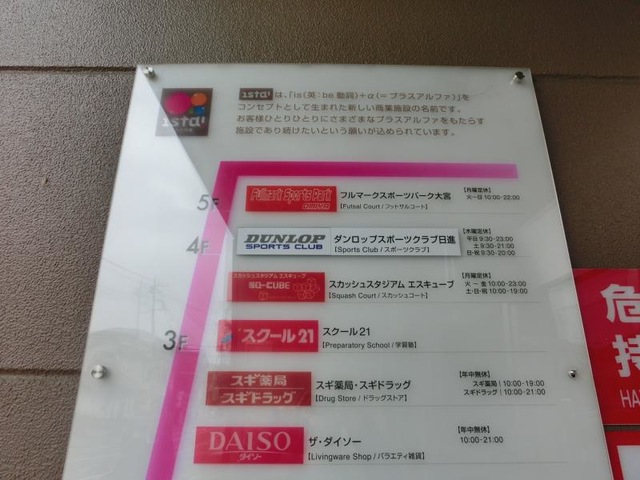 ista¹
ista¹ は、「is(英：be動詞)+α(=プラスアルファ)」を
コンセプトとして生まれた新しい商業施設の名前です。
お客様ひとりひとりにさまざまなプラスアルファをもたらす
施設であり続けたいという願いが込められています。
5F
Fullmark Sports Park
OMIYA
フルマークスポーツパーク大宮
【Futsal Court / フットサルコート】
【月曜定休】
火－日 10:00-22:00
4F
DUNLOP
SPORTS CLUB
ダンロップスポーツクラブ日進
【Sports Club / スポーツクラブ】
【水曜定休】
平日 9:30-23:00
土 9:30-21:00
日・祝 9:30-20:00
スカッシュスタジアム エスキューブ
SQ-CUBE
スカッシュスタジアム エスキューブ
【Squash Court / スカッシュコート】
【月曜定休】
火 ～ 金 10:00-23:00
土・日・祝 10:00-19:00
3F
スクール21
スクール21
【Preparatory School / 学習塾】
スギ薬局
スギドラッグ
スギ薬局・スギドラッグ
【Drug Store / ドラッグストア】
【年中無休】
スギ薬局 | 10:00-19:00
スギドラッグ | 10:00-21:00
DAISO
ダイソー
ザ・ダイソー
【Livingware Shop / バラエティ雑貨】
【年中無休】
10:00-21:00
危
持
HA